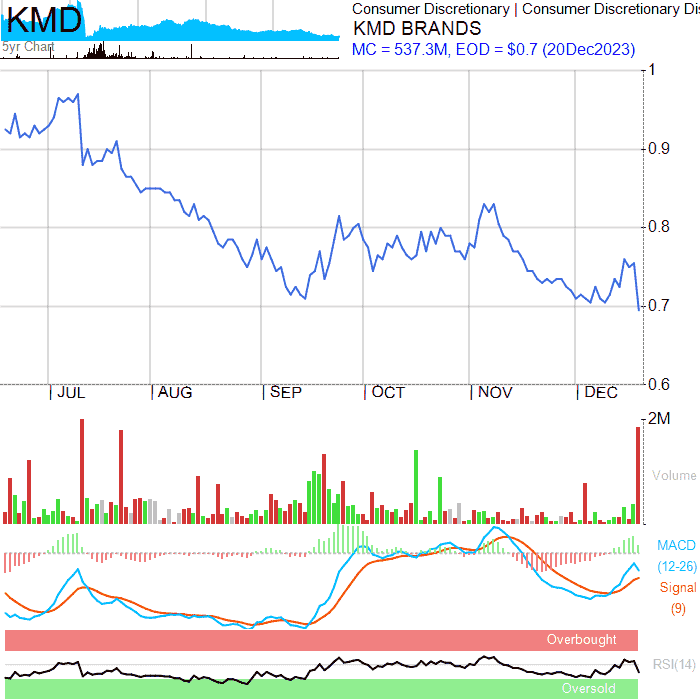 KMD
5yr Chart
Consumer Discretionary | Consumer Discretionary Dis
KMD BRANDS
MC = 537.3M, EOD = $0.7 (20Dec2023)
1
0.9
0.8
0.7
0.6
| JUL | AUG | SEP | OCT | NOV | DEC
2M
Volume
MACD
(12-26)
Signal
(9)
Overbought
RSI(14)
Oversold